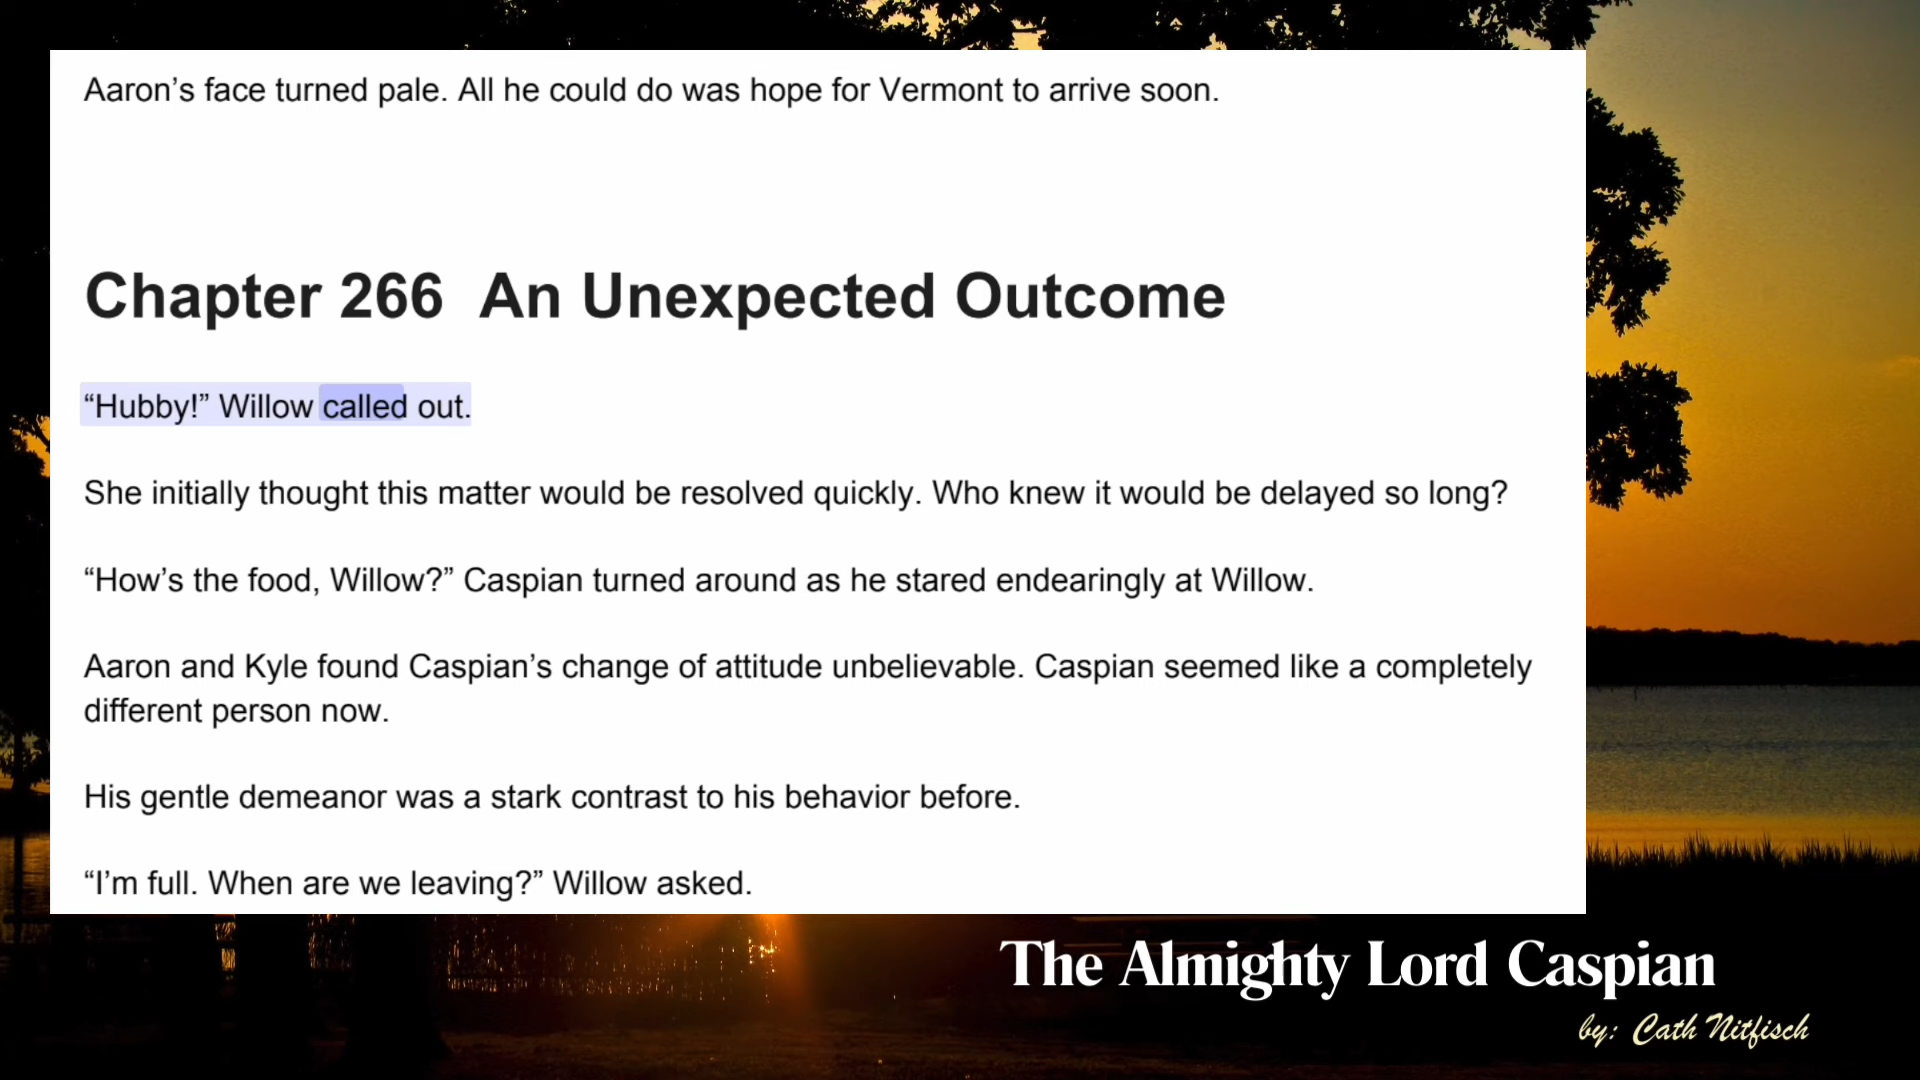 Aaron’s face turned pale. All he could do was hope for Vermont to arrive soon.
Chapter 266  An Unexpected Outcome
“Hubby!” Willow called out.
She initially thought this matter would be resolved quickly. Who knew it would be delayed so long?
“How’s the food, Willow?” Caspian turned around as he stared endearingly at Willow.
Aaron and Kyle found Caspian’s change of attitude unbelievable. Caspian seemed like a completely
different person now.
His gentle demeanor was a stark contrast to his behavior before.
“I’m full. When are we leaving?” Willow asked.
The Almighty Lord Caspian
by: Cath Nitfisch